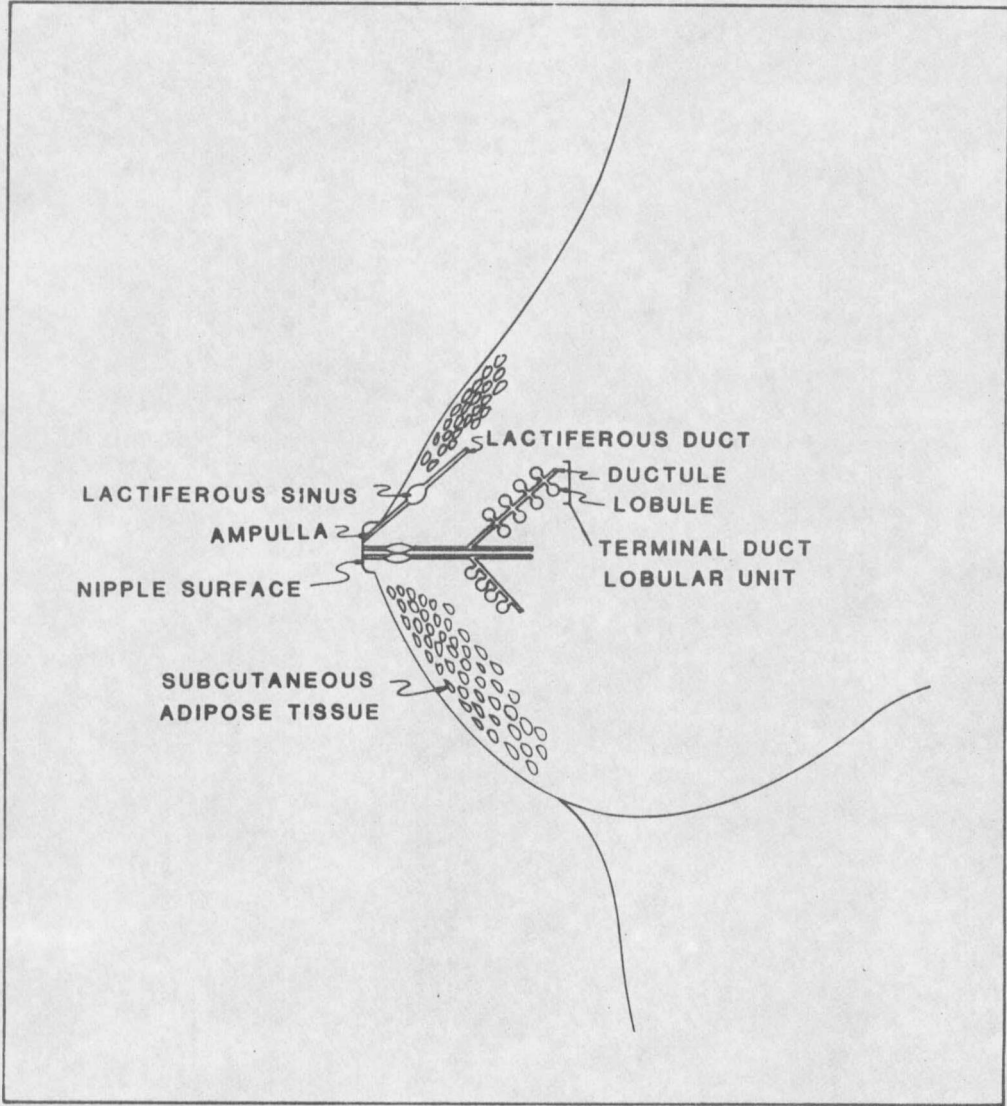 LACTIFEROUS DUCT
DUCTULE
LACTIFEROUS SINUS
LOBULE
AMPULLA
TERMINAL DUCT
LOBULAR UNIT
NIPPLE SURFACE
SUBCUTANEOUS
ADIPOSE TISSUE